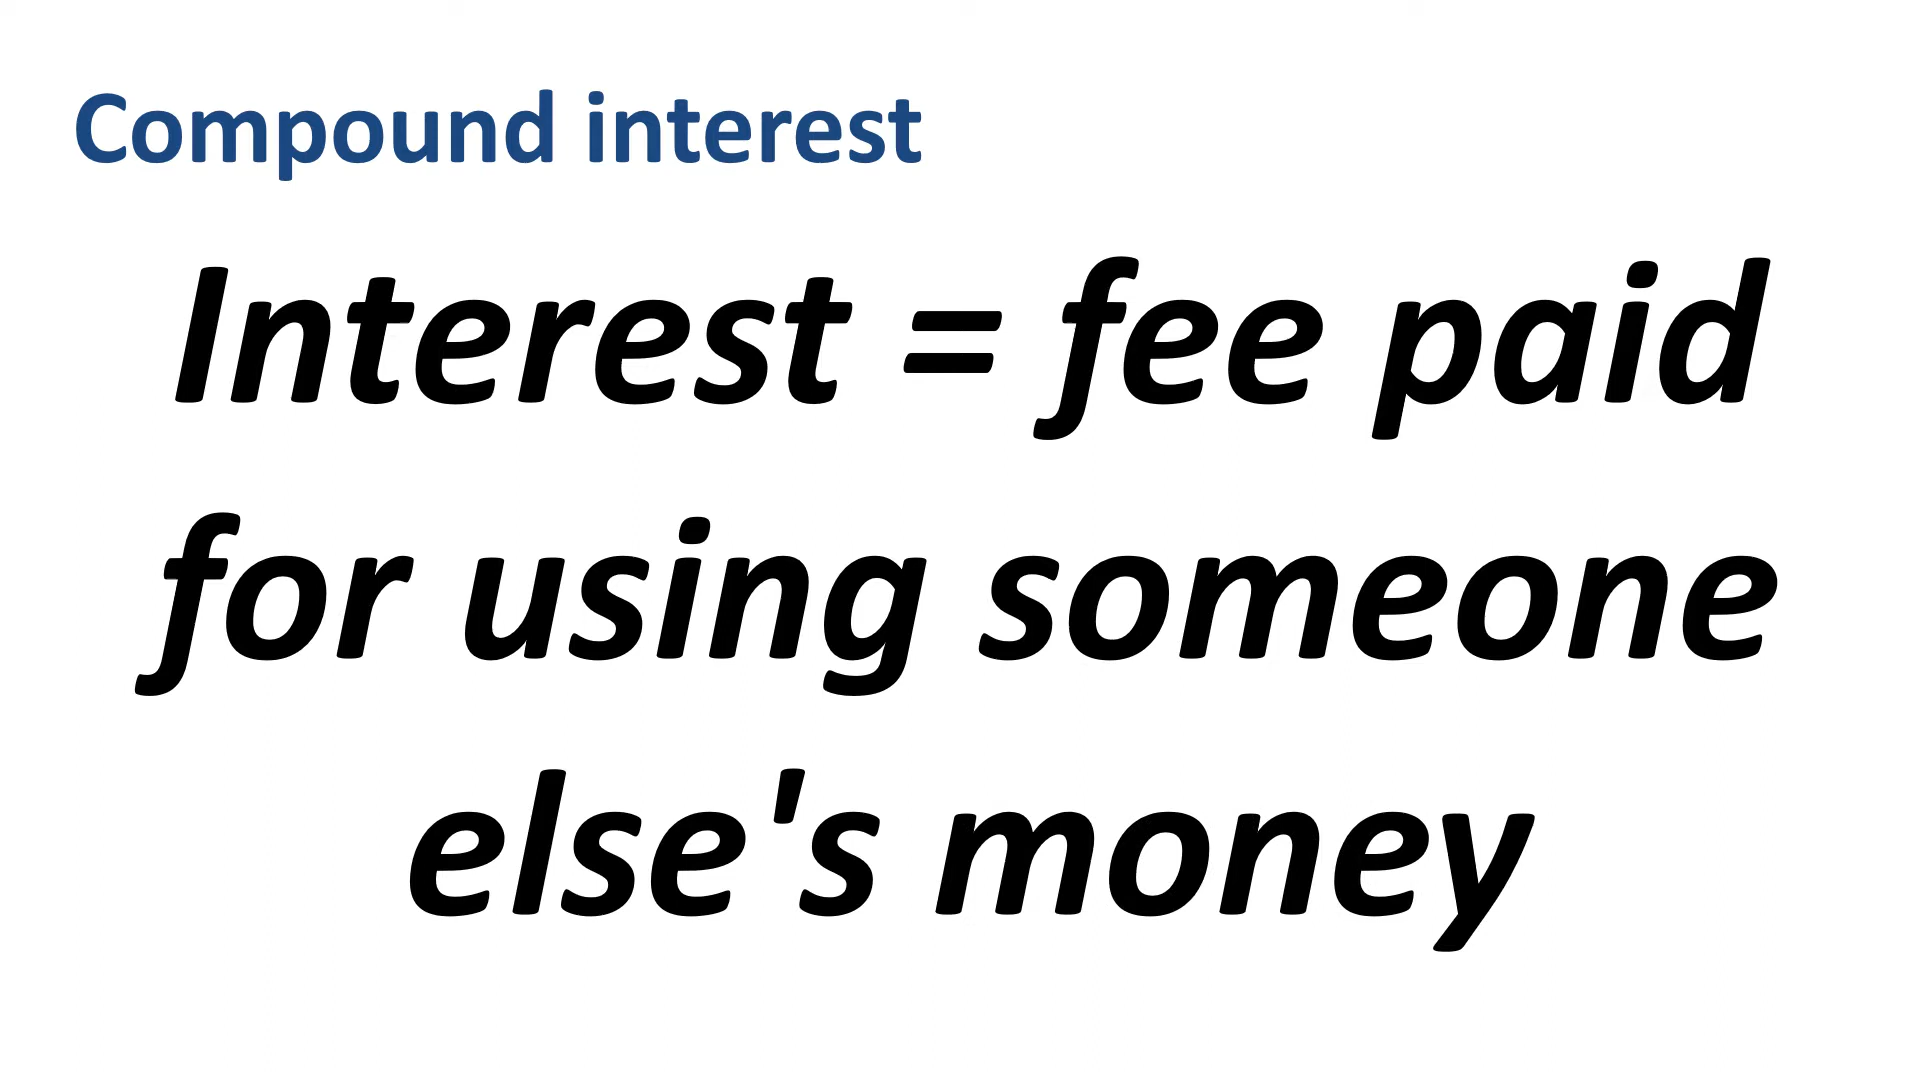 Compound interest
Interest = fee paid
for using someone
else's money